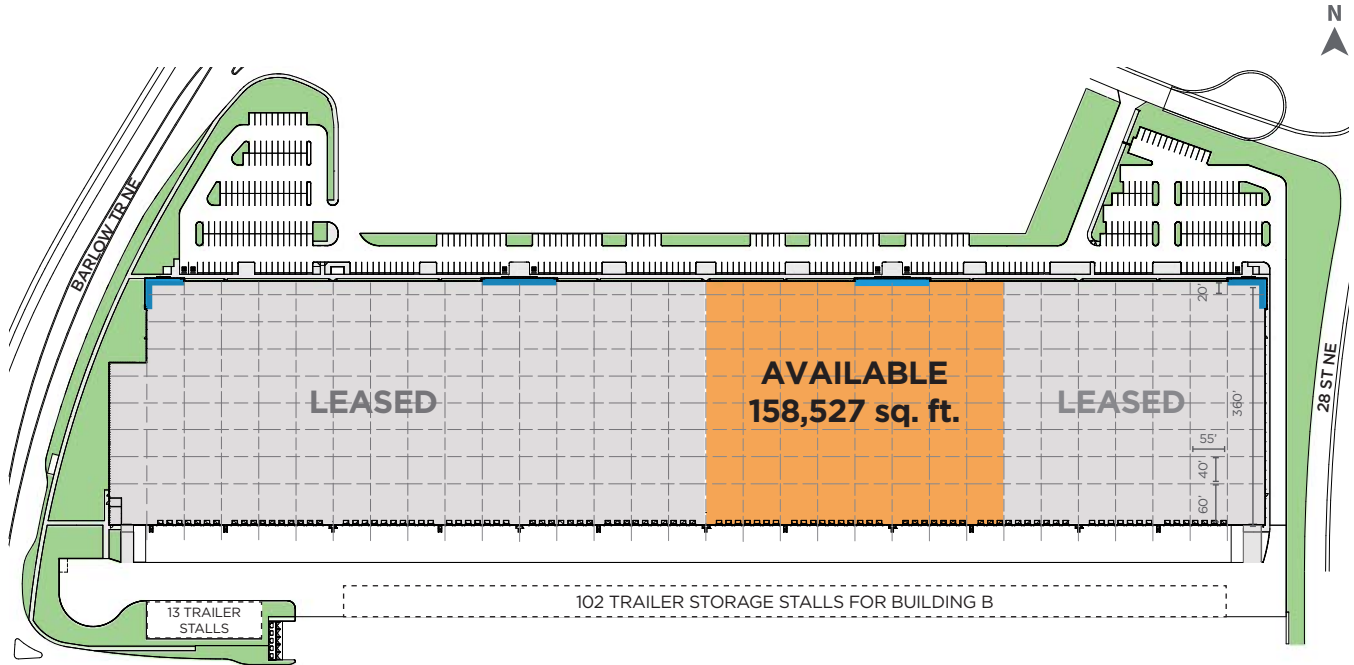 N
BARLOW TR NE
20'
AVAILABLE
158,527 sq. ft.
LEASED
LEASED
360'
28 ST NE
55'
40'
60'
102 TRAILER STORAGE STALLS FOR BUILDING B
13 TRAILER
STALLS